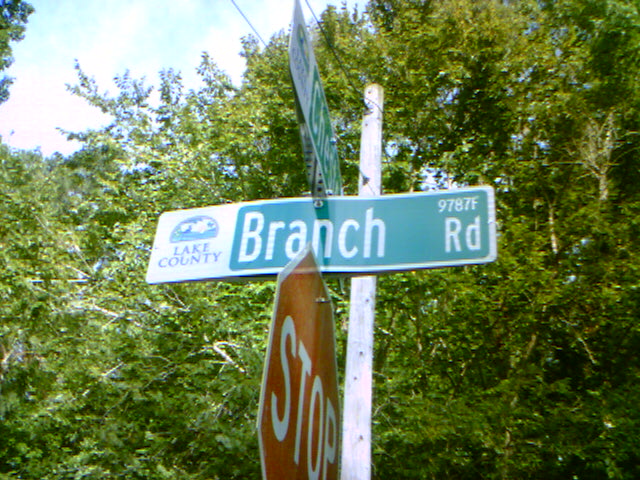 LAKE
COUNTY
Branch Rd
9787F
STOP